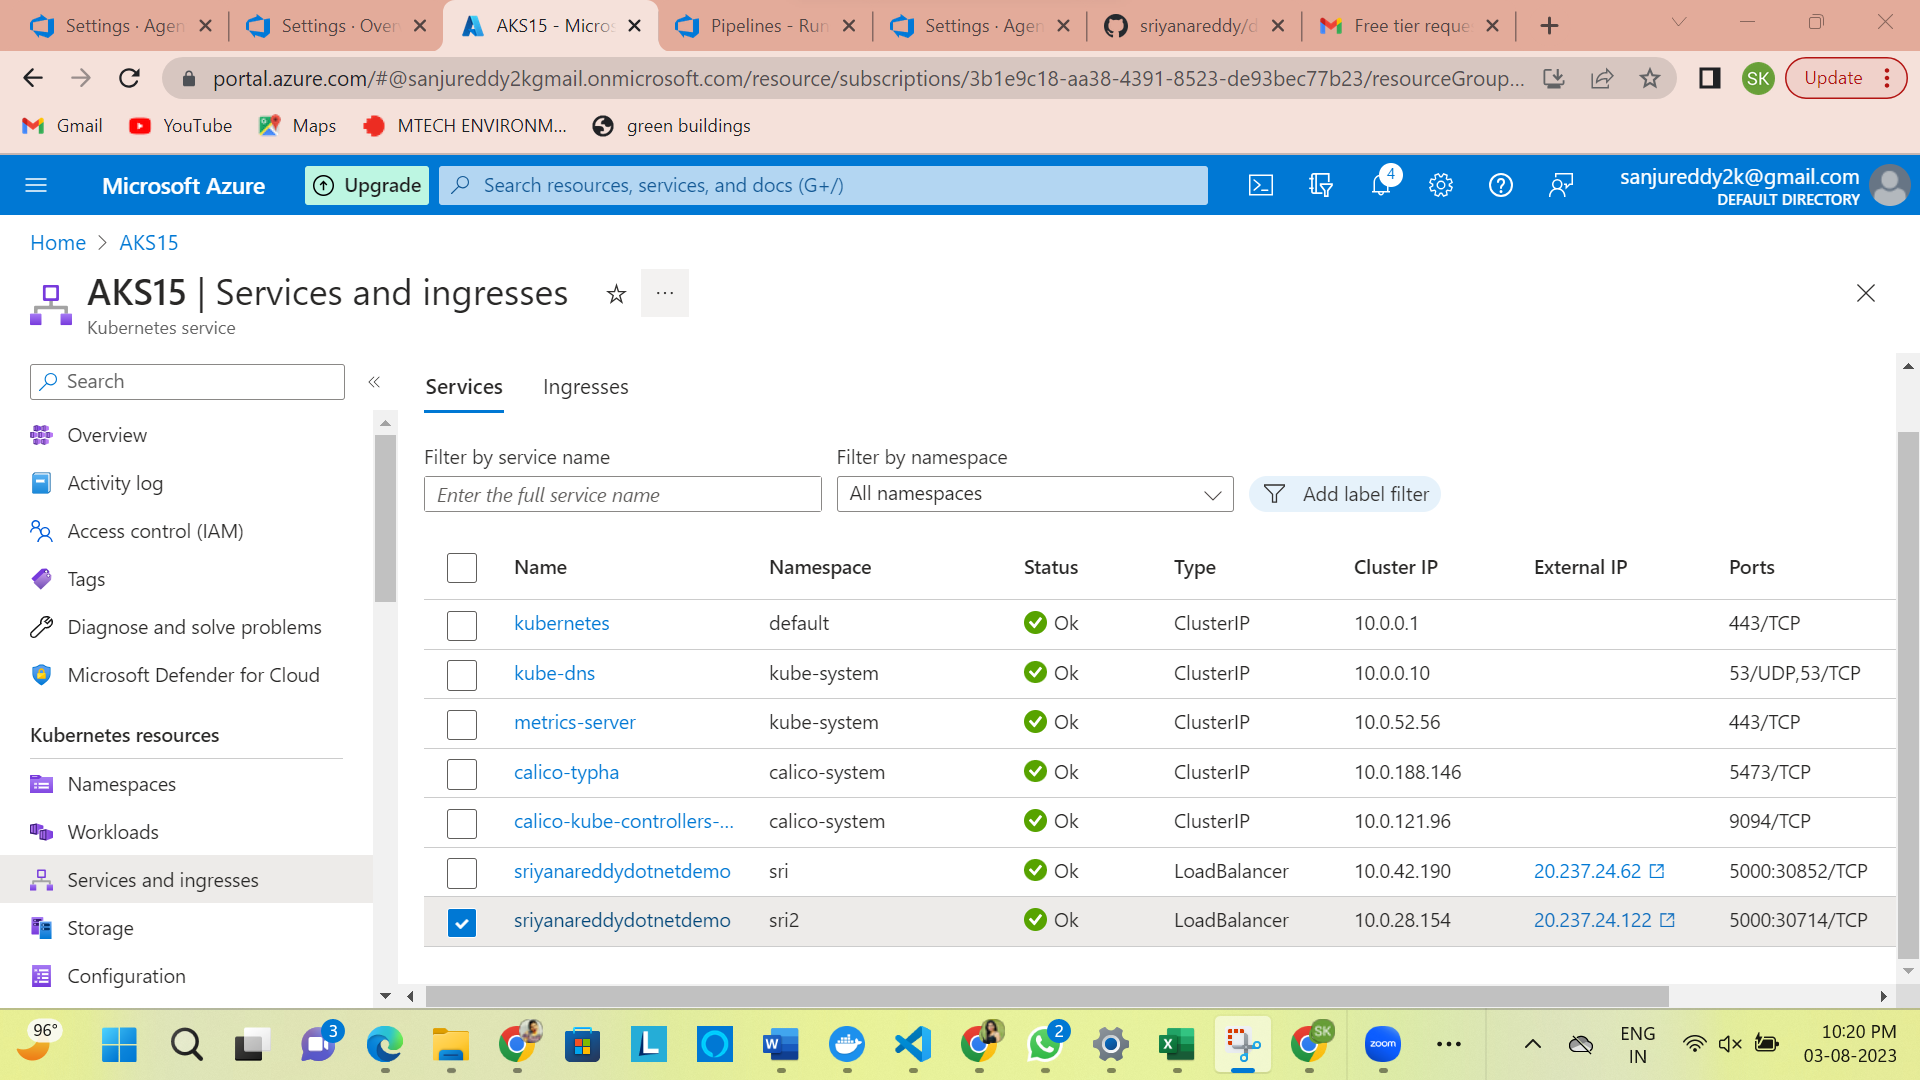 Settings · Agen
Settings · Over
AKS15 - Micros
Pipelines - Run
Settings · Agen
sriyanareddy/d
Free tier reque
portal.azure.com/#@sanjureddy2kgmail.onmicrosoft.com/resource/subscriptions/3b1e9c18-aa38-4391-8523-de93bec77b23/resourceGroup...
SK
Update
Gmail
YouTube
Maps
MTECH ENVIRONM...
green buildings
Microsoft Azure
Upgrade
Search resources, services, and docs (G+/)
4
sanjureddy2k@gmail.com
DEFAULT DIRECTORY
Home > AKS15
AKS15 | Services and ingresses
...
Kubernetes service
Search
«
Overview
Activity log
Access control (IAM)
Tags
Diagnose and solve problems
Microsoft Defender for Cloud
Kubernetes resources
Namespaces
Workloads
Services and ingresses
Storage
Configuration
Services Ingresses
Filter by service name Filter by namespace
Enter the full service name All namespaces Add label filter
Name Namespace Status Type Cluster IP External IP Ports
kubernetes default Ok ClusterIP 10.0.0.1 443/TCP
kube-dns kube-system Ok ClusterIP 10.0.0.10 53/UDP,53/TCP
metrics-server kube-system Ok ClusterIP 10.0.52.56 443/TCP
calico-typha calico-system Ok ClusterIP 10.0.188.146 5473/TCP
calico-kube-controllers-... calico-system Ok ClusterIP 10.0.121.96 9094/TCP
sriyanareddydotnetdemo sri Ok LoadBalancer 10.0.42.190 20.237.24.62 5000:30852/TCP
sriyanareddydotnetdemo sri2 Ok LoadBalancer 10.0.28.154 20.237.24.122 5000:30714/TCP
96°
3
L
W
2
X
SK
zoom
...
ENG
IN
10:20 PM
03-08-2023